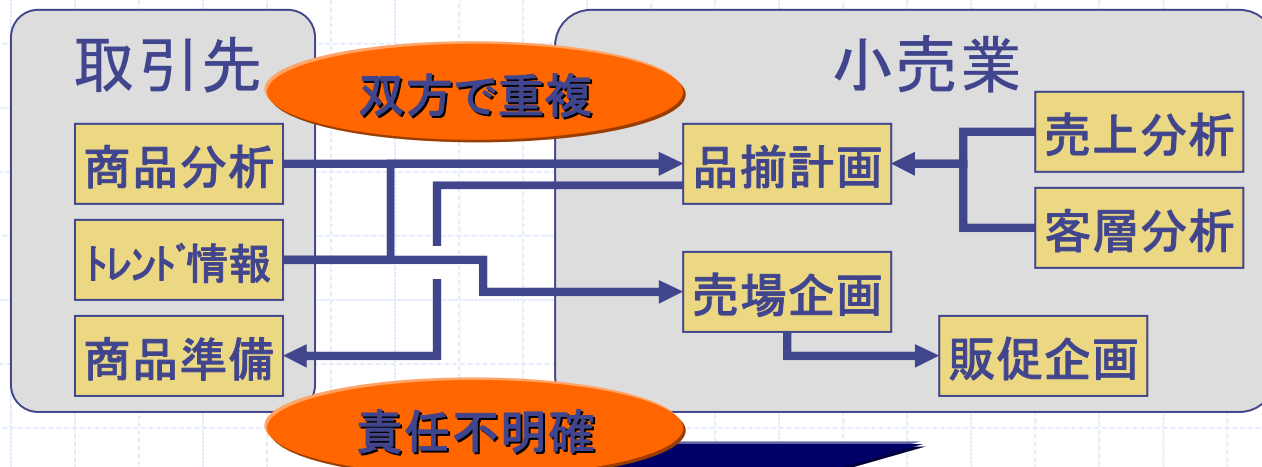 取引先
小売業
双方で重複
商品分析
ﾄﾚﾝﾄﾞ情報
商品準備
品揃計画
売上分析
客層分析
売場企画
販促企画
責任不明確